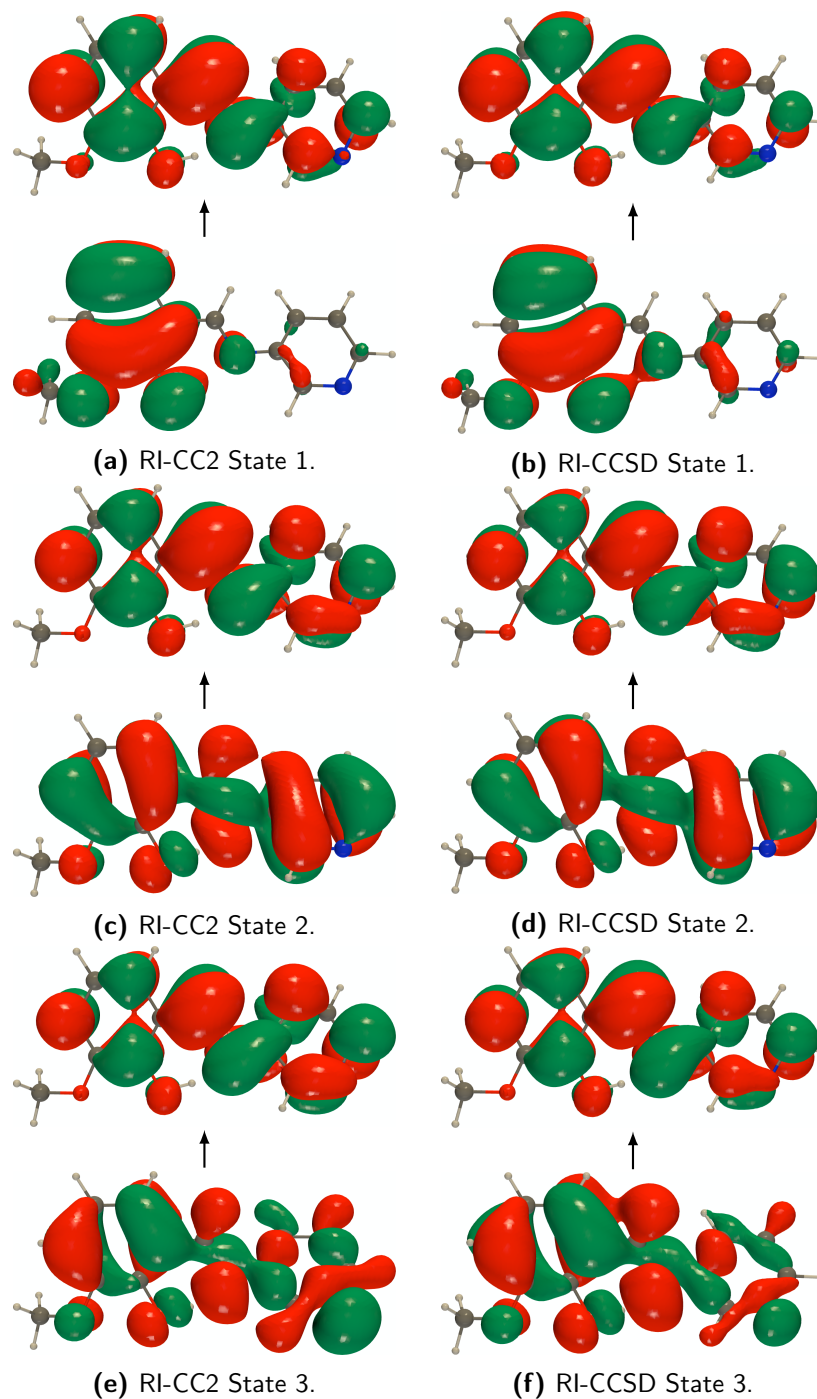 (a) RI-CC2 State 1.
(b) RI-CCSD State 1.
(c) RI-CC2 State 2.
(d) RI-CCSD State 2.
(e) RI-CC2 State 3.
(f) RI-CCSD State 3.